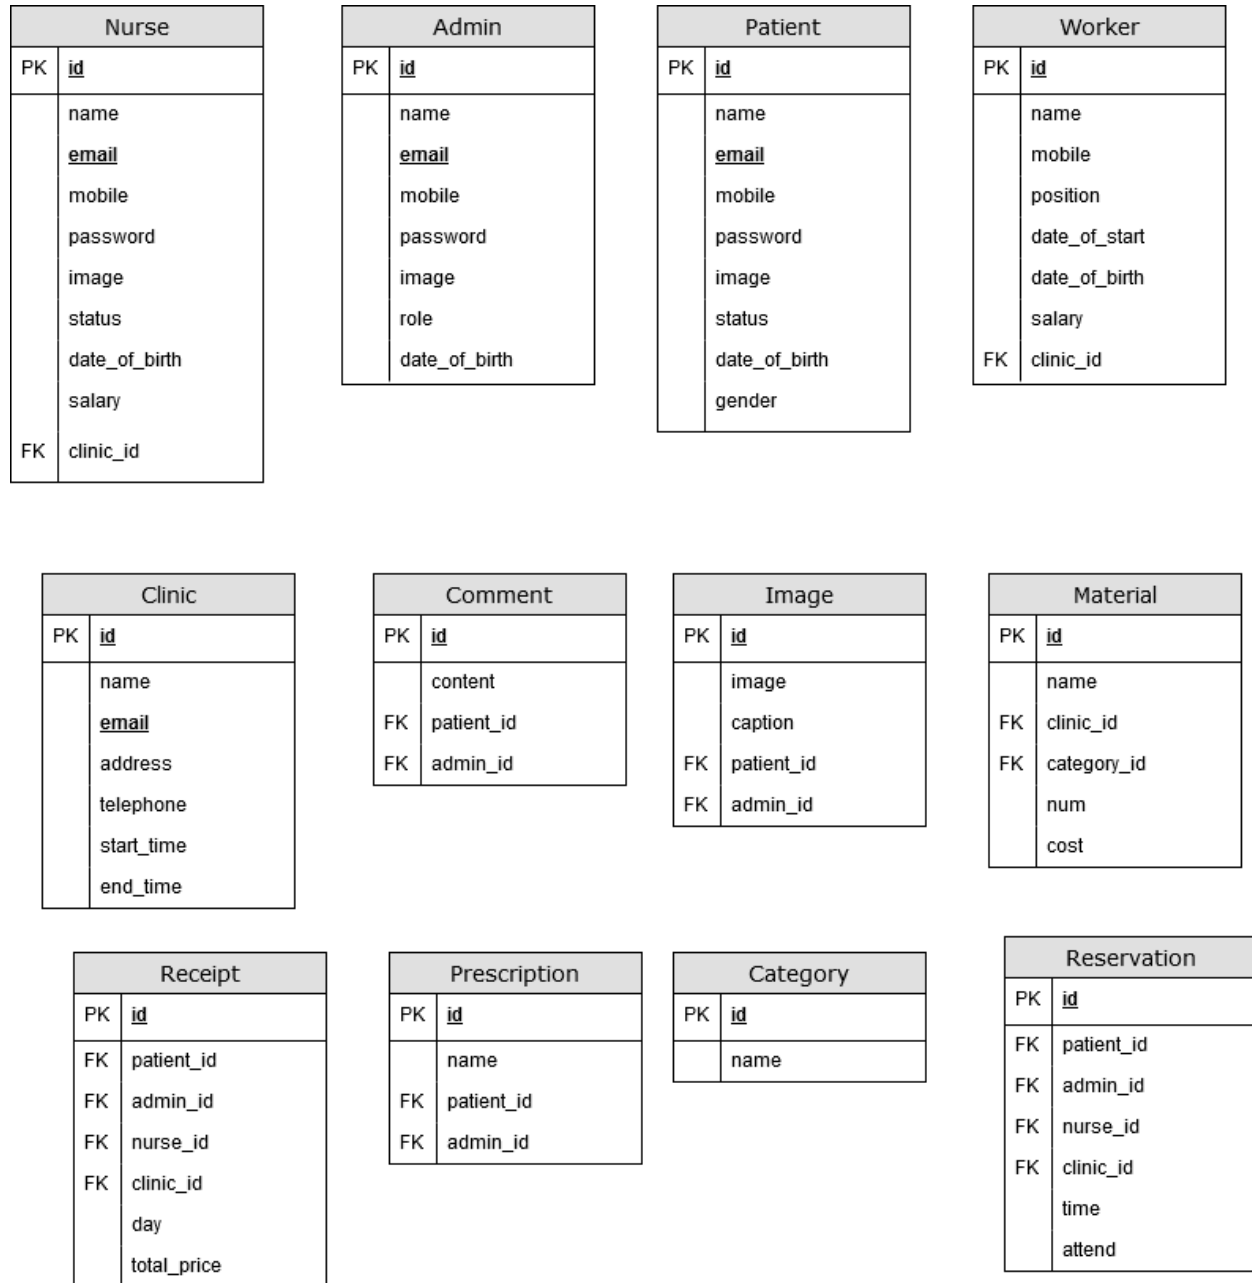 Nurse
PK id
name
email
mobile
password
image
status
date_of_birth
salary
FK clinic_id
Admin
PK id
name
email
mobile
password
image
role
date_of_birth
Patient
PK id
name
email
mobile
password
image
status
date_of_birth
gender
Worker
PK id
name
mobile
position
date_of_start
date_of_birth
salary
FK clinic_id
Clinic
PK id
name
email
address
telephone
start_time
end_time
Comment
PK id
content
FK patient_id
FK admin_id
Image
PK id
image
caption
FK patient_id
FK admin_id
Material
PK id
name
FK clinic_id
FK category_id
num
cost
Receipt
PK id
FK patient_id
FK admin_id
FK nurse_id
FK clinic_id
day
total_price
Prescription
PK id
name
FK patient_id
FK admin_id
Category
PK id
name
Reservation
PK id
FK patient_id
FK admin_id
FK nurse_id
FK clinic_id
time
attend